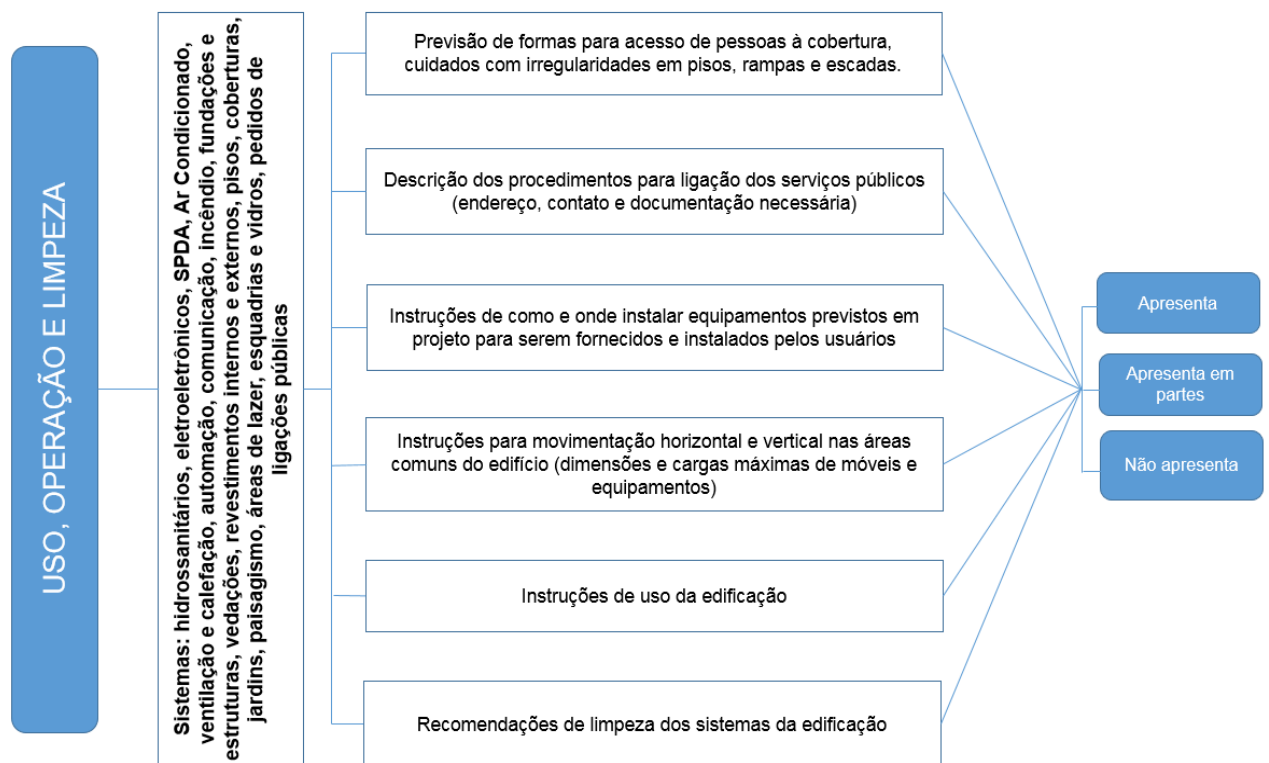 USO, OPERAÇÃO E LIMPEZA
Sistemas: hidrossanitários, eletroeletrônicos, SPDA, Ar Condicionado,
ventilação e calefação, automação, comunicação, incêndio, fundações e
estruturas, vedações, revestimentos internos e externos, pisos, coberturas,
jardins, paisagismo, áreas de lazer, esquadrias e vidros, pedidos de
ligações públicas
Previsão de formas para acesso de pessoas à cobertura,
cuidados com irregularidades em pisos, rampas e escadas.
Descrição dos procedimentos para ligação dos serviços públicos
(endereço, contato e documentação necessária)
Instruções de como e onde instalar equipamentos previstos em
projeto para serem fornecidos e instalados pelos usuários
Instruções para movimentação horizontal e vertical nas áreas
comuns do edifício (dimensões e cargas máximas de móveis e
equipamentos)
Instruções de uso da edificação
Recomendações de limpeza dos sistemas da edificação
Apresenta
Apresenta em
partes
Não apresenta